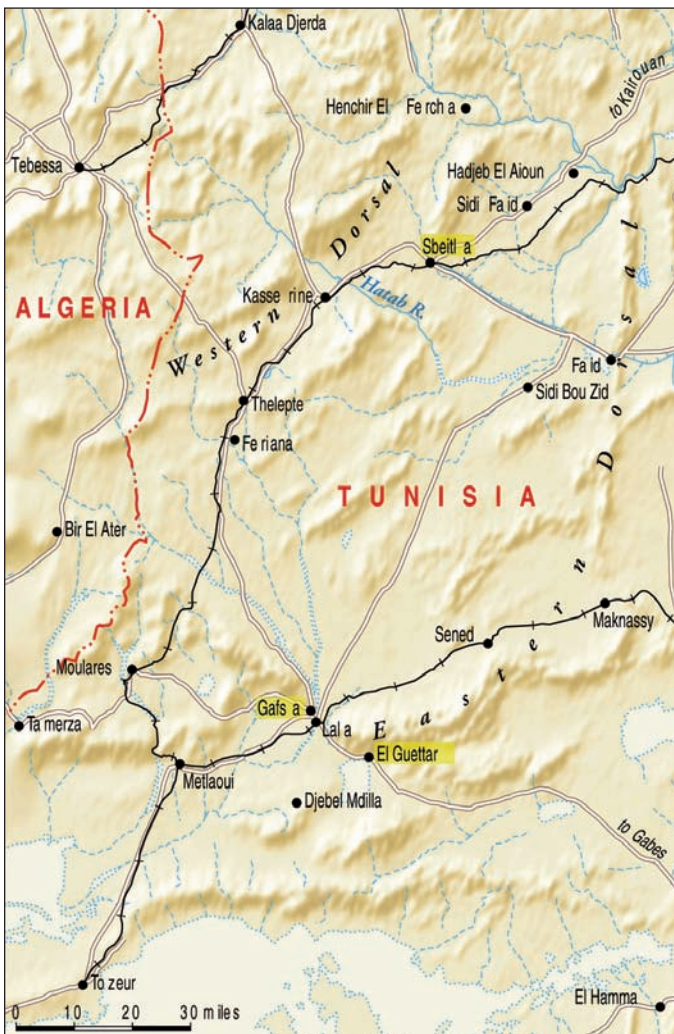 Kalaa Djerda
to Kairouan
Henchir El Fe rch a
Tebessa
Hadjeb El Aioun
Sidi Fa id
Dorsal
Sbeitl a
Kasse rine
Hatab R.
ALGERIA
Western
Fa id
Sidi Bou Zid
Thelepte
Fe riana
TUNISIA
Bir El Ater
Eastern Dorsal
Maknassy
Sened
Moulares
Gafs a
Lal a
Ta merza
El Guettar
Metlaoui
Djebel Mdilla
to Gabes
To zeur
El Hamma
0 10 20 30 miles